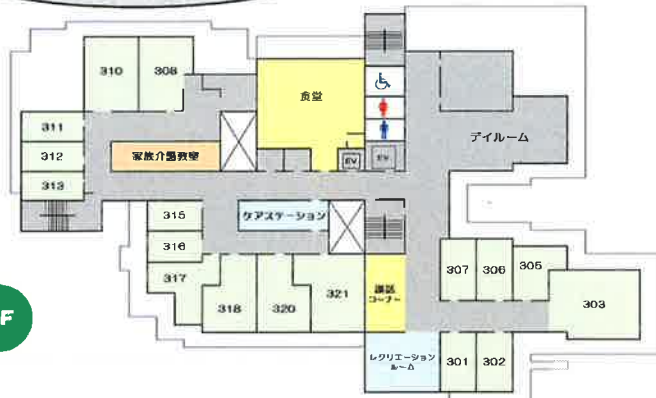 310
308
食堂
311
312
313
家族介護教室
EV
EV
デイルーム
315
316
317
ケアステーション
318
320
321
談話
コーナー
307
306
305
303
レクリエーション
ルーム
301
302
F